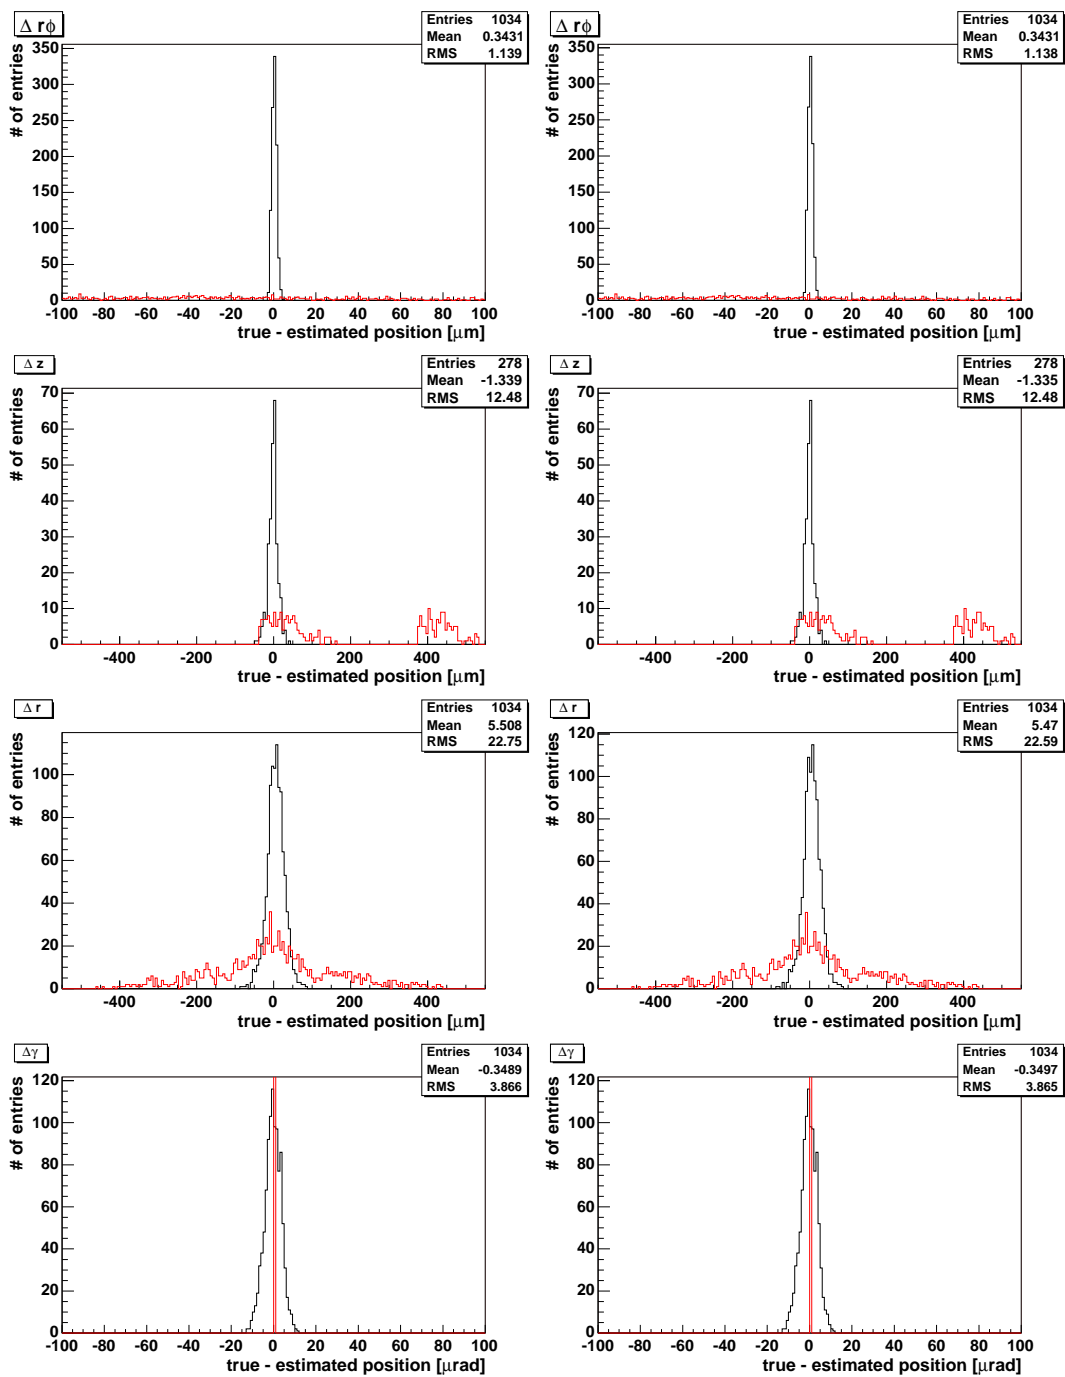 Δ rϕ
Entries 1034
Mean 0.3431
RMS 1.139
# of entries
350
300
250
200
150
100
50
0
-100 -80 -60 -40 -20 0 20 40 60 80 100
true - estimated position [μm]
Δ rϕ
Entries 1034
Mean 0.3431
RMS 1.138
# of entries
350
300
250
200
150
100
50
0
-100 -80 -60 -40 -20 0 20 40 60 80 100
true - estimated position [μm]
Δ z
Entries 278
Mean -1.339
RMS 12.48
# of entries
70
60
50
40
30
20
10
0
-400 -200 0 200 400
true - estimated position [μm]
Δ z
Entries 278
Mean -1.335
RMS 12.48
# of entries
70
60
50
40
30
20
10
0
-400 -200 0 200 400
true - estimated position [μm]
Δ r
Entries 1034
Mean 5.508
RMS 22.75
# of entries
100
80
60
40
20
0
-400 -200 0 200 400
true - estimated position [μm]
Δ r
Entries 1034
Mean 5.47
RMS 22.59
# of entries
120
100
80
60
40
20
0
-400 -200 0 200 400
true - estimated position [μm]
Δγ
Entries 1034
Mean -0.3489
RMS 3.866
# of entries
120
100
80
60
40
20
0
-100 -80 -60 -40 -20 0 20 40 60 80 100
true - estimated position [μrad]
Δγ
Entries 1034
Mean -0.3497
RMS 3.865
# of entries
120
100
80
60
40
20
0
-100 -80 -60 -40 -20 0 20 40 60 80 100
true - estimated position [μrad]